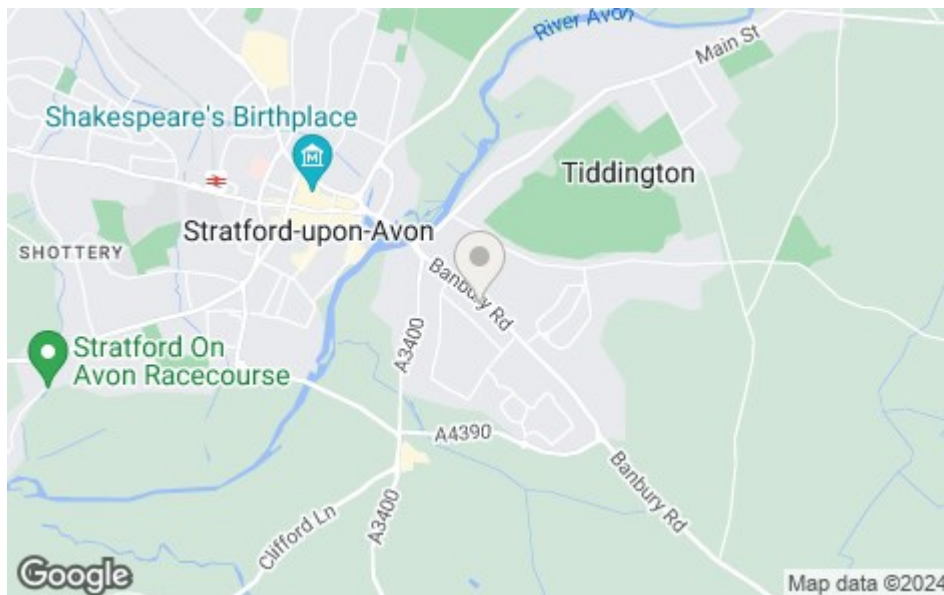 River Avon
Main St
Shakespeare's Birthplace
M
Tiddington
Stratford-upon-Avon
SHOTTERY
Banbury Rd
A3400
Stratford On
Avon Racecourse
A4390
Banbury Rd
A3400
Clifford Ln
Google
Map data ©2024